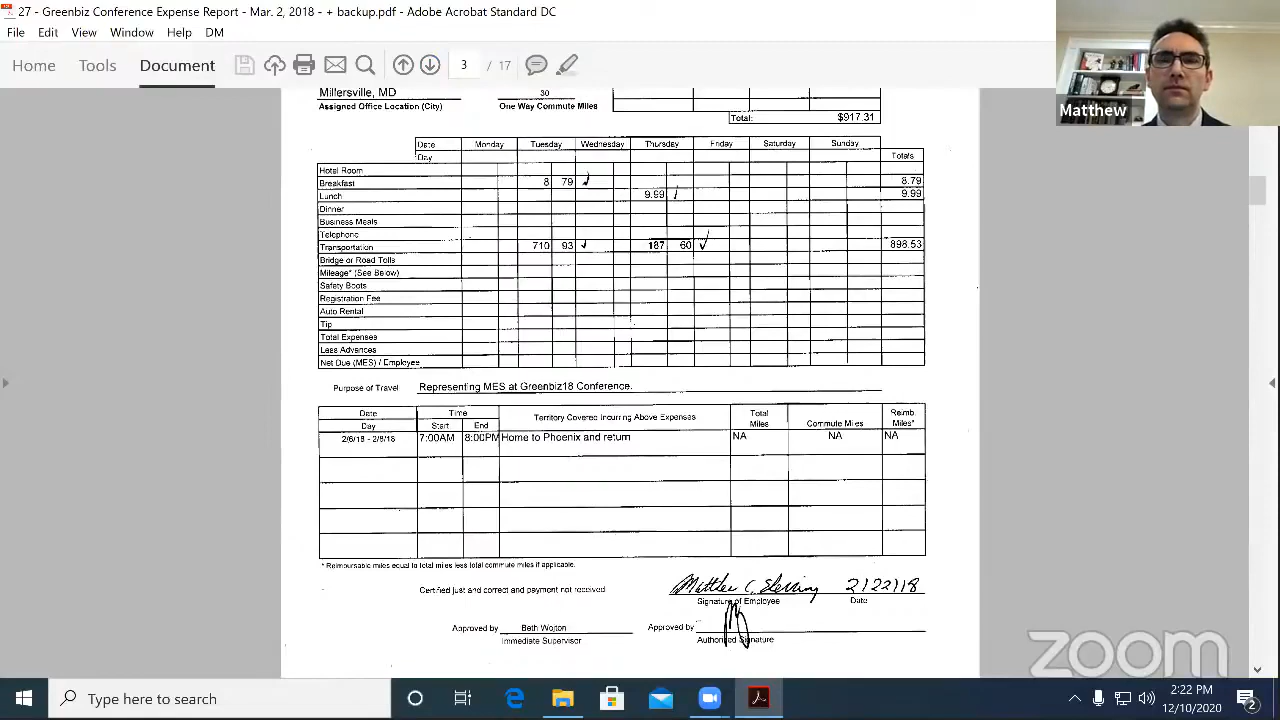 27 - Greenbiz Conference Expense Report - Mar. 2, 2018 - + backup.pdf - Adobe Acrobat Standard DC
File Edit View Window Help DM
Home Tools Document 3 / 17
Matthew
Millersville, MD 30
Assigned Office Location (City) One Way Commute Miles
Total: $917.31
Date Monday Tuesday Wednesday Thursday Friday Saturday Sunday
Day Totals
Hotel Room
Breakfast 8 79 8.79
Lunch 9.99 9.99
Dinner
Business Meals
Telephone
Transportation 710 93 187 60 898.53
Bridge or Road Tolls
Mileage* (See Below)
Safety Boots
Registration Fee
Auto Rental
Tip
Total Expenses
Less Advances
Net Due (MES) / Employee
Purpose of Travel Representing MES at Greenbiz18 Conference.
Date Time Territory Covered Incurring Above Expenses Total Miles Commute Miles Reimb. Miles*
Day Start End
2/6/18 - 2/8/18 7:00AM 8:00PM Home to Phoenix and return NA NA NA
* Reimbursable miles equal to total miles less total commute miles if applicable.
Certified just and correct and payment not received
2/22/18
Signature of Employee Date
Approved by Beth Wojton Approved by
Immediate Supervisor Authorized Signature
zoom
Type here to search
2:22 PM
12/10/2020
2